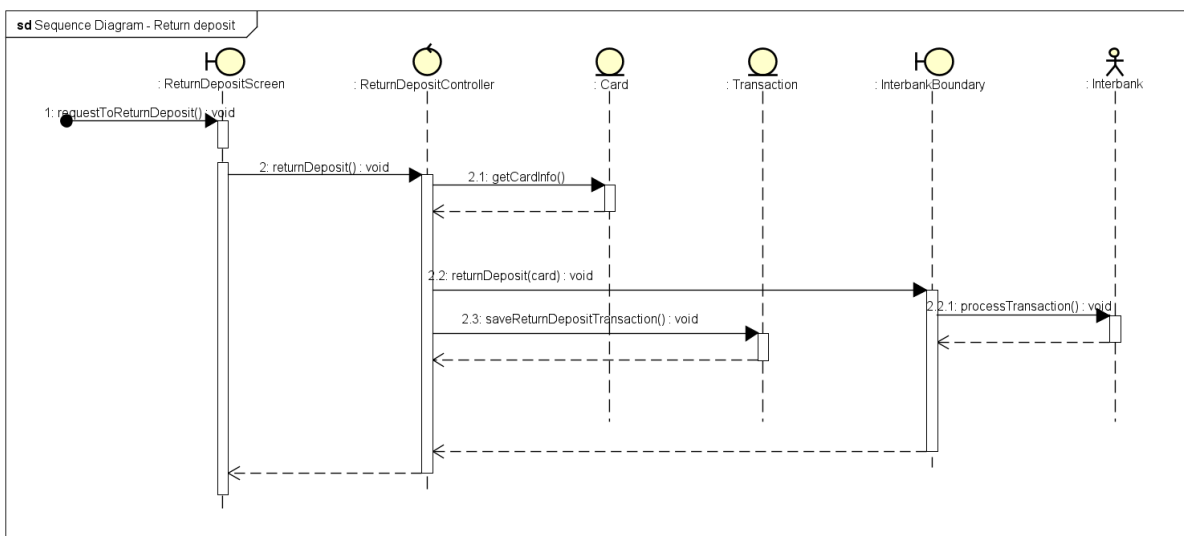 sd Sequence Diagram - Return deposit
: ReturnDepositScreen
: ReturnDepositController
: Card
: Transaction
: InterbankBoundary
: Interbank
1: requestToReturnDeposit() : void
2: returnDeposit() : void
2.1: getCardInfo()
2.2: returnDeposit(card) : void
2.2.1: processTransaction() : void
2.3: saveReturnDepositTransaction() : void